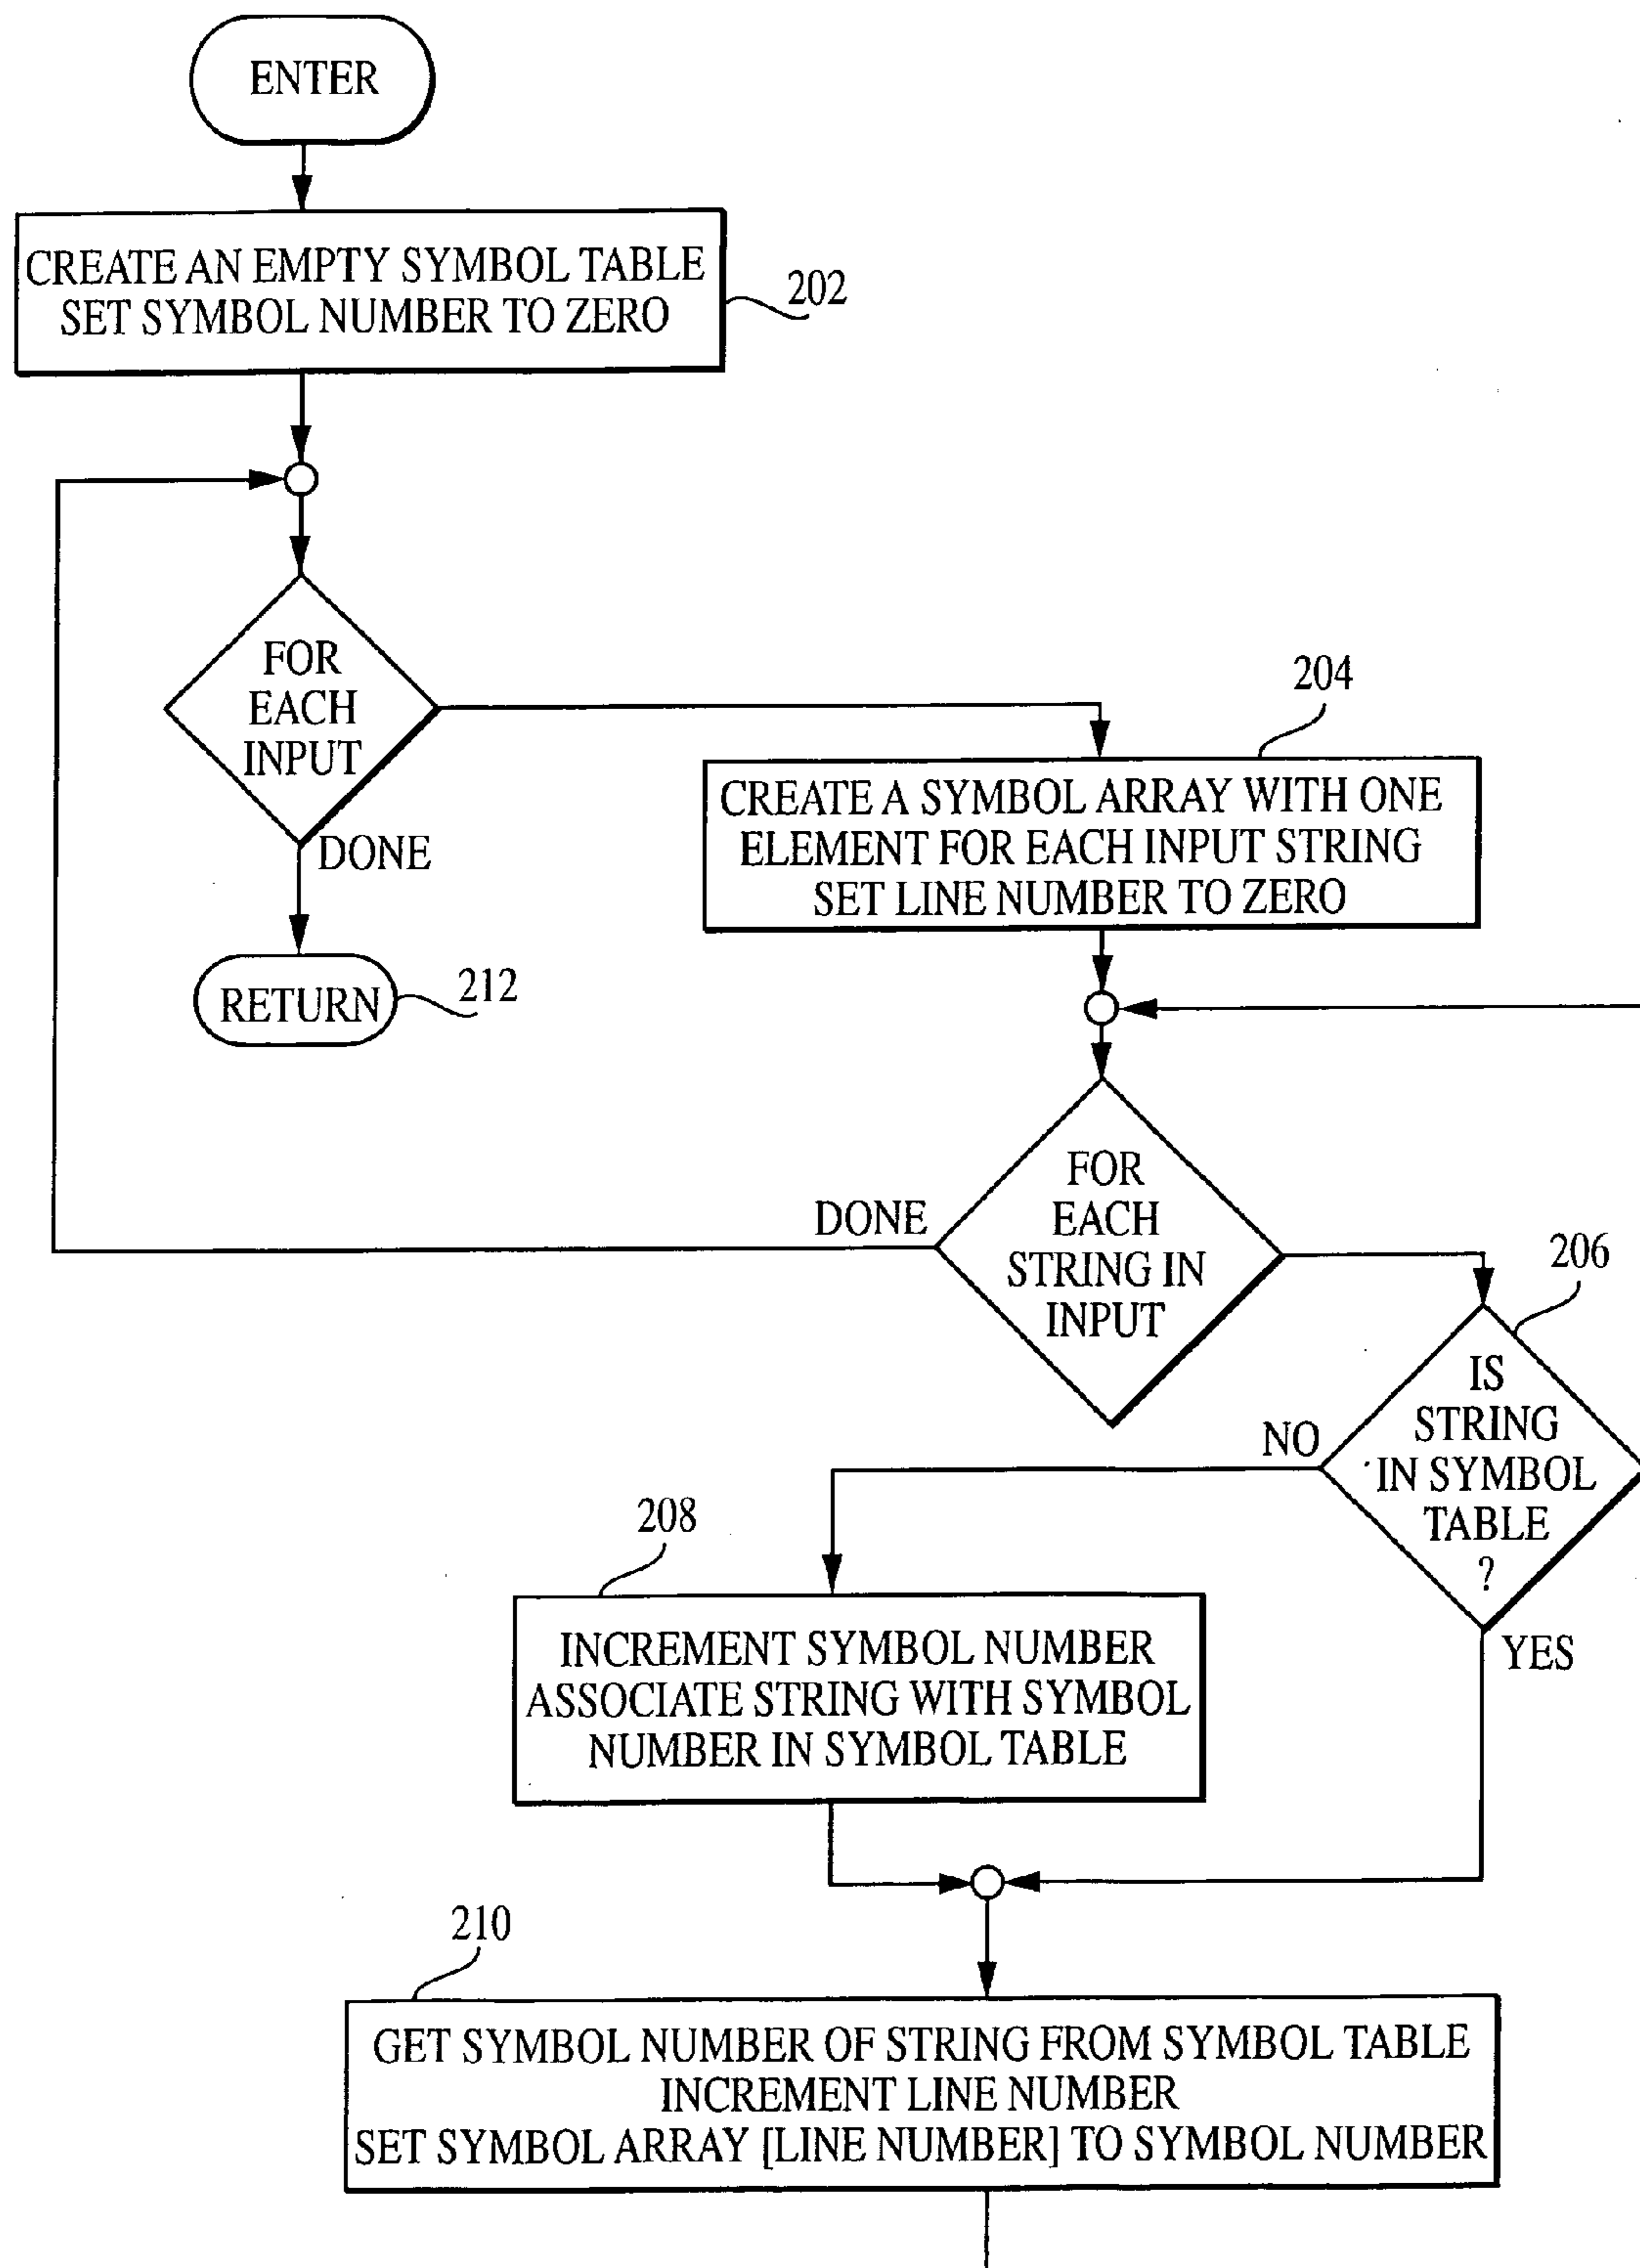 ENTER
CREATE AN EMPTY SYMBOL TABLE
SET SYMBOL NUMBER TO ZERO
202
FOR
EACH
INPUT
DONE
RETURN
212
204
CREATE A SYMBOL ARRAY WITH ONE
ELEMENT FOR EACH INPUT STRING
SET LINE NUMBER TO ZERO
FOR
EACH
STRING IN
INPUT
DONE
206
IS
STRING
IN SYMBOL
TABLE
?
NO
YES
208
INCREMENT SYMBOL NUMBER
ASSOCIATE STRING WITH SYMBOL
NUMBER IN SYMBOL TABLE
210
GET SYMBOL NUMBER OF STRING FROM SYMBOL TABLE
INCREMENT LINE NUMBER
SET SYMBOL ARRAY [LINE NUMBER] TO SYMBOL NUMBER